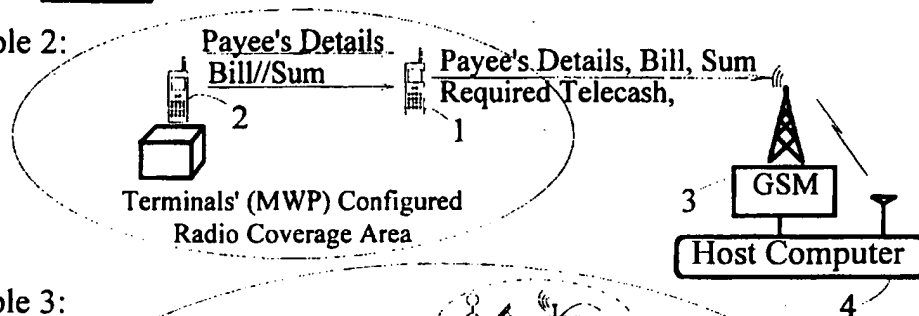 ple 2:
Payee's Details
Bill//Sum
Payee's Details, Bill, Sum
Required Telecash,
2
1
Terminals' (MWP) Configured
Radio Coverage Area
3
GSM
Host Computer
4
ple 3: